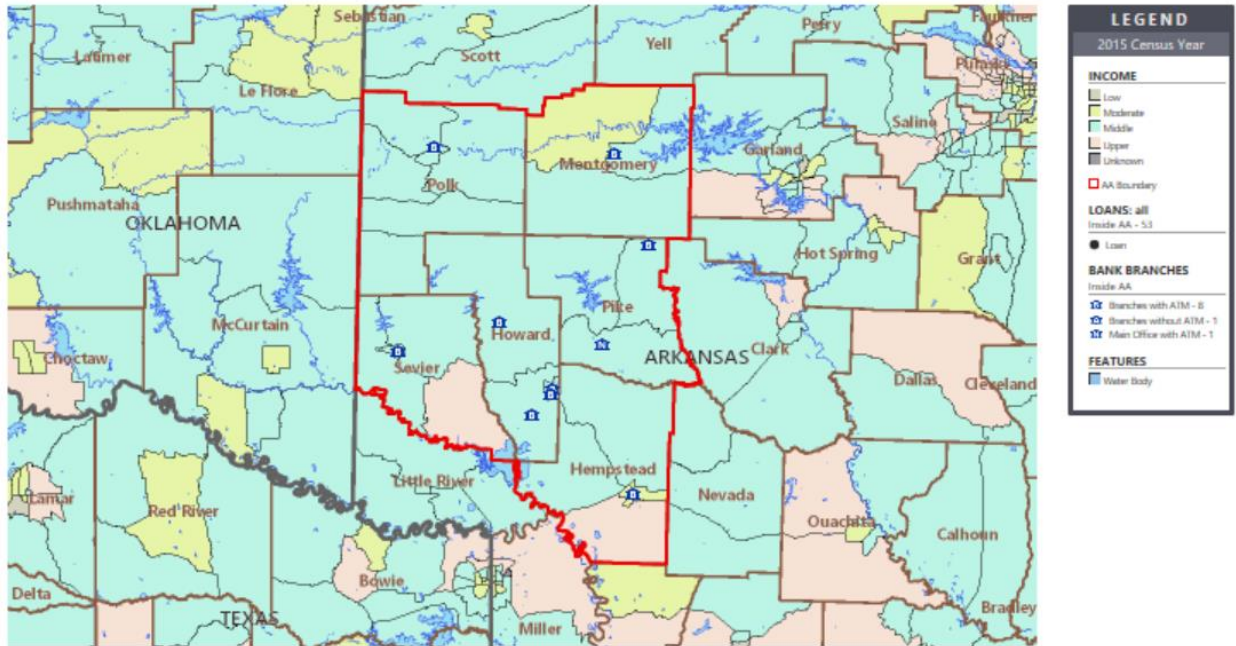 Sebastian
Perry
Faulkner
Latimer
Scott
Yell
Pulaski
Le Flore
Saline
Garland
Montgomery
Polk
Pushmataha
OKLAHOMA
Hot Spring
Grant
Pike
McCurtain
Howard
Choctaw
ARKANSAS
Clark
Sevier
Dallas
Cleveland
Hempstead
Little River
Nevada
Lamar
Red River
Ouachita
Calhoun
Bowie
Delta
Bradley
TEXAS
Miller
LEGEND
2015 Census Year
INCOME
Low
Moderate
Middle
Upper
Unknown
AA Boundary
LOANS: all
Inside AA - 53
Loan
BANK BRANCHES
Inside AA
Branches with ATM - 8
Branches without ATM - 1
Main Office with ATM - 1
FEATURES
Water Body